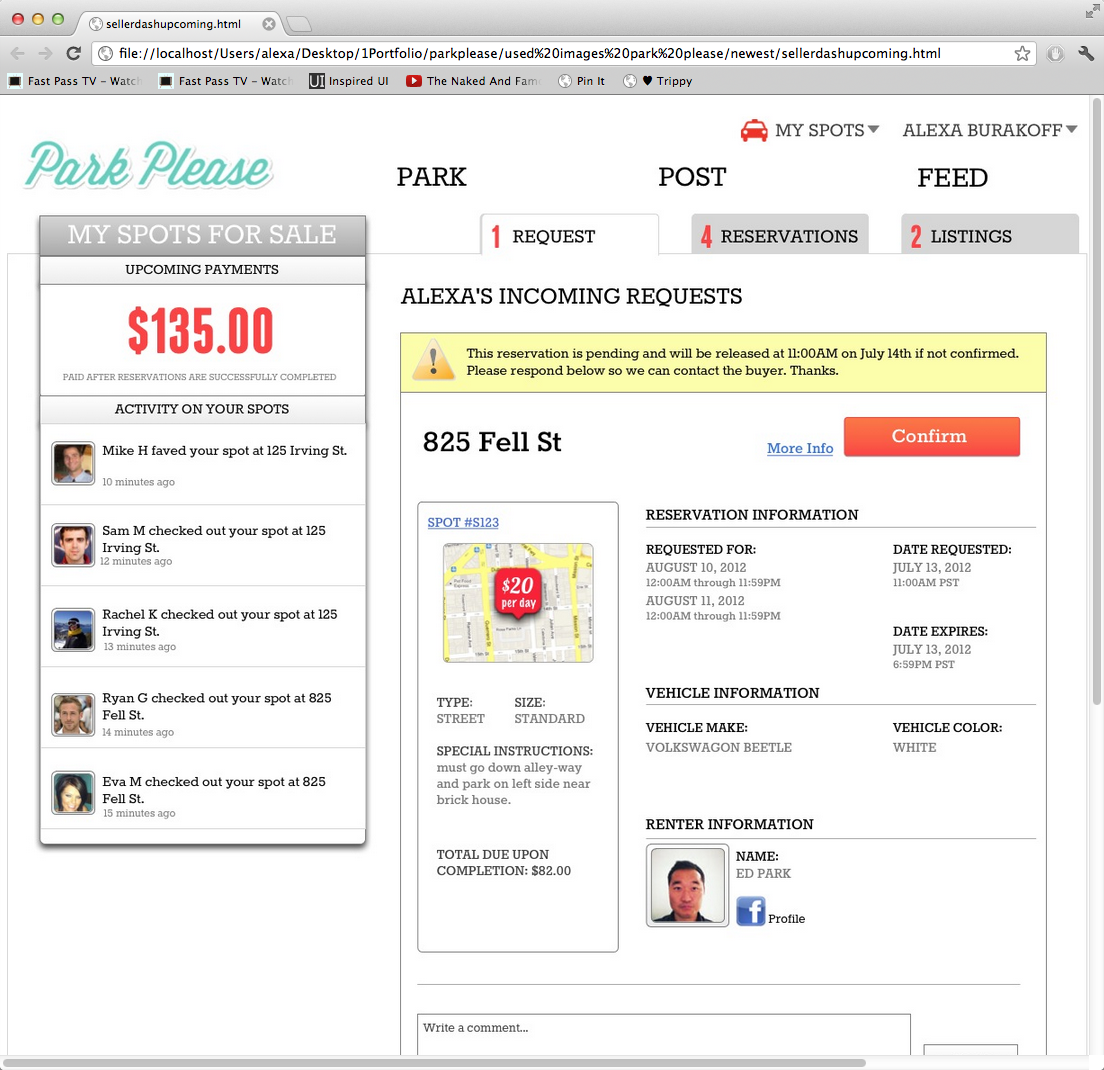 sellerdashupcoming.html
file://localhost/Users/alexa/Desktop/1Portfolio/parkplease/used%20images%20park%20please/newest/sellerdashupcoming.html
Fast Pass TV - Watch
Fast Pass TV - Watch
UI Inspired UI
The Naked And Fam
Pin It
♥ Trippy
MY SPOTS
ALEXA BURAKOFF
Park Please
PARK
POST
FEED
MY SPOTS FOR SALE
UPCOMING PAYMENTS
$135.00
PAID AFTER RESERVATIONS ARE SUCCESSFULLY COMPLETED
ACTIVITY ON YOUR SPOTS
Mike H faved your spot at 125 Irving St.
10 minutes ago
Sam M checked out your spot at 125
Irving St.
12 minutes ago
Rachel K checked out your spot at 125
Irving St.
13 minutes ago
Ryan G checked out your spot at 825
Fell St.
14 minutes ago
Eva M checked out your spot at 825
Fell St.
15 minutes ago
1 REQUEST
4 RESERVATIONS
2 LISTINGS
ALEXA'S INCOMING REQUESTS
This reservation is pending and will be released at 11:00AM on July 14th if not confirmed.
Please respond below so we can contact the buyer. Thanks.
825 Fell St
More Info
Confirm
SPOT #S123
$20
per day
TYPE:
STREET
SIZE:
STANDARD
SPECIAL INSTRUCTIONS:
must go down alley-way
and park on left side near
brick house.
TOTAL DUE UPON
COMPLETION: $82.00
RESERVATION INFORMATION
REQUESTED FOR:
AUGUST 10, 2012
12:00AM through 11:59PM
AUGUST 11, 2012
12:00AM through 11:59PM
DATE REQUESTED:
JULY 13, 2012
11:00AM PST
DATE EXPIRES:
JULY 13, 2012
6:59PM PST
VEHICLE INFORMATION
VEHICLE MAKE:
VOLKSWAGON BEETLE
VEHICLE COLOR:
WHITE
RENTER INFORMATION
NAME:
ED PARK
f Profile
Write a comment...